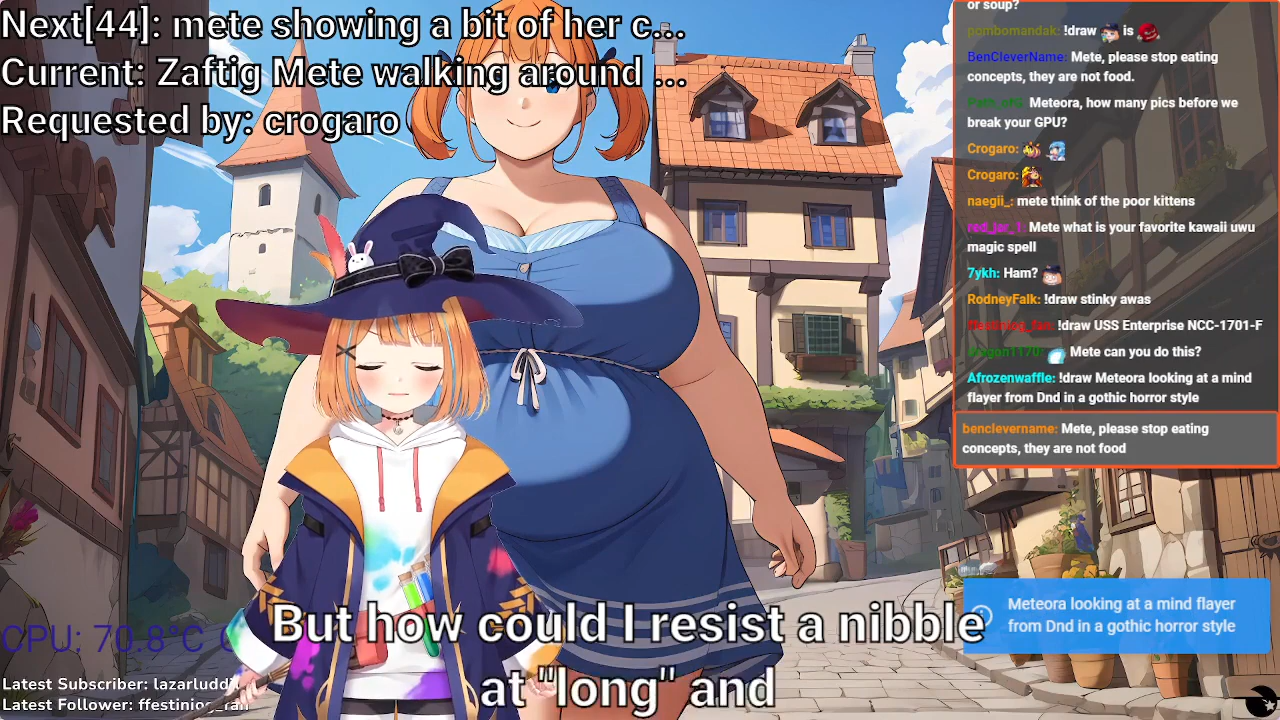 Next[44]: mete showing a bit of her c...
Current: Zaftig Mete walking around ...
Requested by: crogaro
or soup?
pombomandak: !draw is
BenCleverName: Mete, please stop eating
concepts, they are not food.
Meteora, how many pics before we
break your GPU?
Crogaro:
Crogaro:
naegii_: mete think of the poor kittens
red_jar_1: Mete what is your favorite kawaii uwu
magic spell
7ykh: Ham?
RodneyFalk: !draw stinky awas
ffestiniog_fan: !draw USS Enterprise NCC-1701-F
Mete can you do this?
Afrozenwaffle: !draw Meteora looking at a mind
flayer from Dnd in a gothic horror style
benclevername: Mete, please stop eating
concepts, they are not food
Meteora looking at a mind flayer
from Dnd in a gothic horror style
But how could I resist a nibble
at "long" and
CPU: 70.8°C
Latest Subscriber:
Latest Follower: ffestiniog_fan